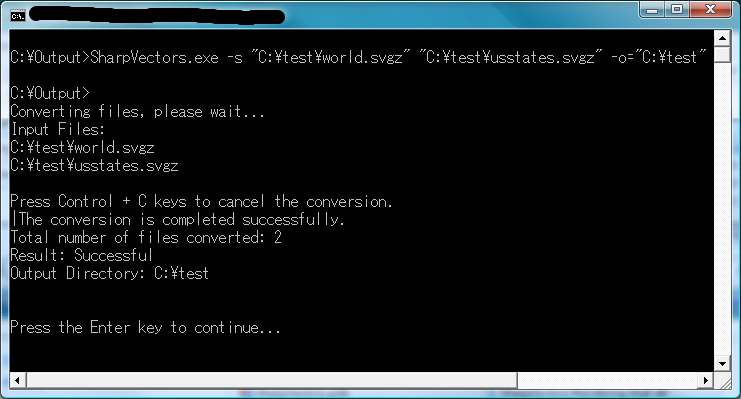 C:\.
C:¥Output>SharpVectors.exe -s "C:¥test¥world.svgz" "C:¥test¥usstates.svgz" -o="C:¥test"
C:¥Output>
Converting files, please wait...
Input Files:
C:¥test¥world.svgz
C:¥test¥usstates.svgz
Press Control + C keys to cancel the conversion.
|The conversion is completed successfully.
Total number of files converted: 2
Result: Successful
Output Directory: C:¥test
Press the Enter key to continue...